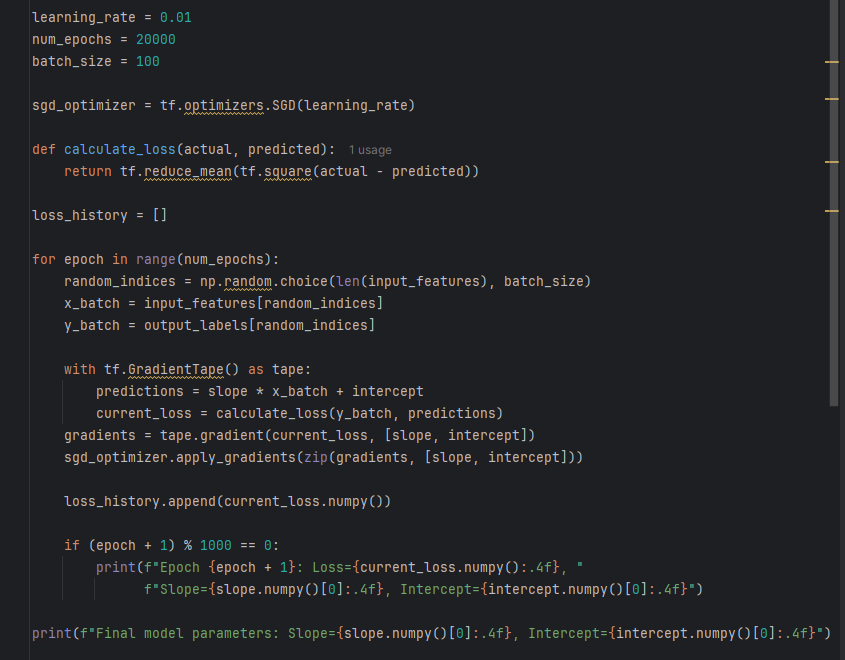 learning_rate = 0.01
num_epochs = 20000
batch_size = 100
sgd_optimizer = tf.optimizers.SGD(learning_rate)
def calculate_loss(actual, predicted): 1 usage
    return tf.reduce_mean(tf.square(actual - predicted))
loss_history = []
for epoch in range(num_epochs):
    random_indices = np.random.choice(len(input_features), batch_size)
    x_batch = input_features[random_indices]
    y_batch = output_labels[random_indices]
    with tf.GradientTape() as tape:
        predictions = slope * x_batch + intercept
        current_loss = calculate_loss(y_batch, predictions)
    gradients = tape.gradient(current_loss, [slope, intercept])
    sgd_optimizer.apply_gradients(zip(gradients, [slope, intercept]))
    loss_history.append(current_loss.numpy())
    if (epoch + 1) % 1000 == 0:
        print(f"Epoch {epoch + 1}: Loss={current_loss.numpy():.4f}, "
              f"Slope={slope.numpy()[0]:.4f}, Intercept={intercept.numpy()[0]:.4f}")
print(f"Final model parameters: Slope={slope.numpy()[0]:.4f}, Intercept={intercept.numpy()[0]:.4f}")